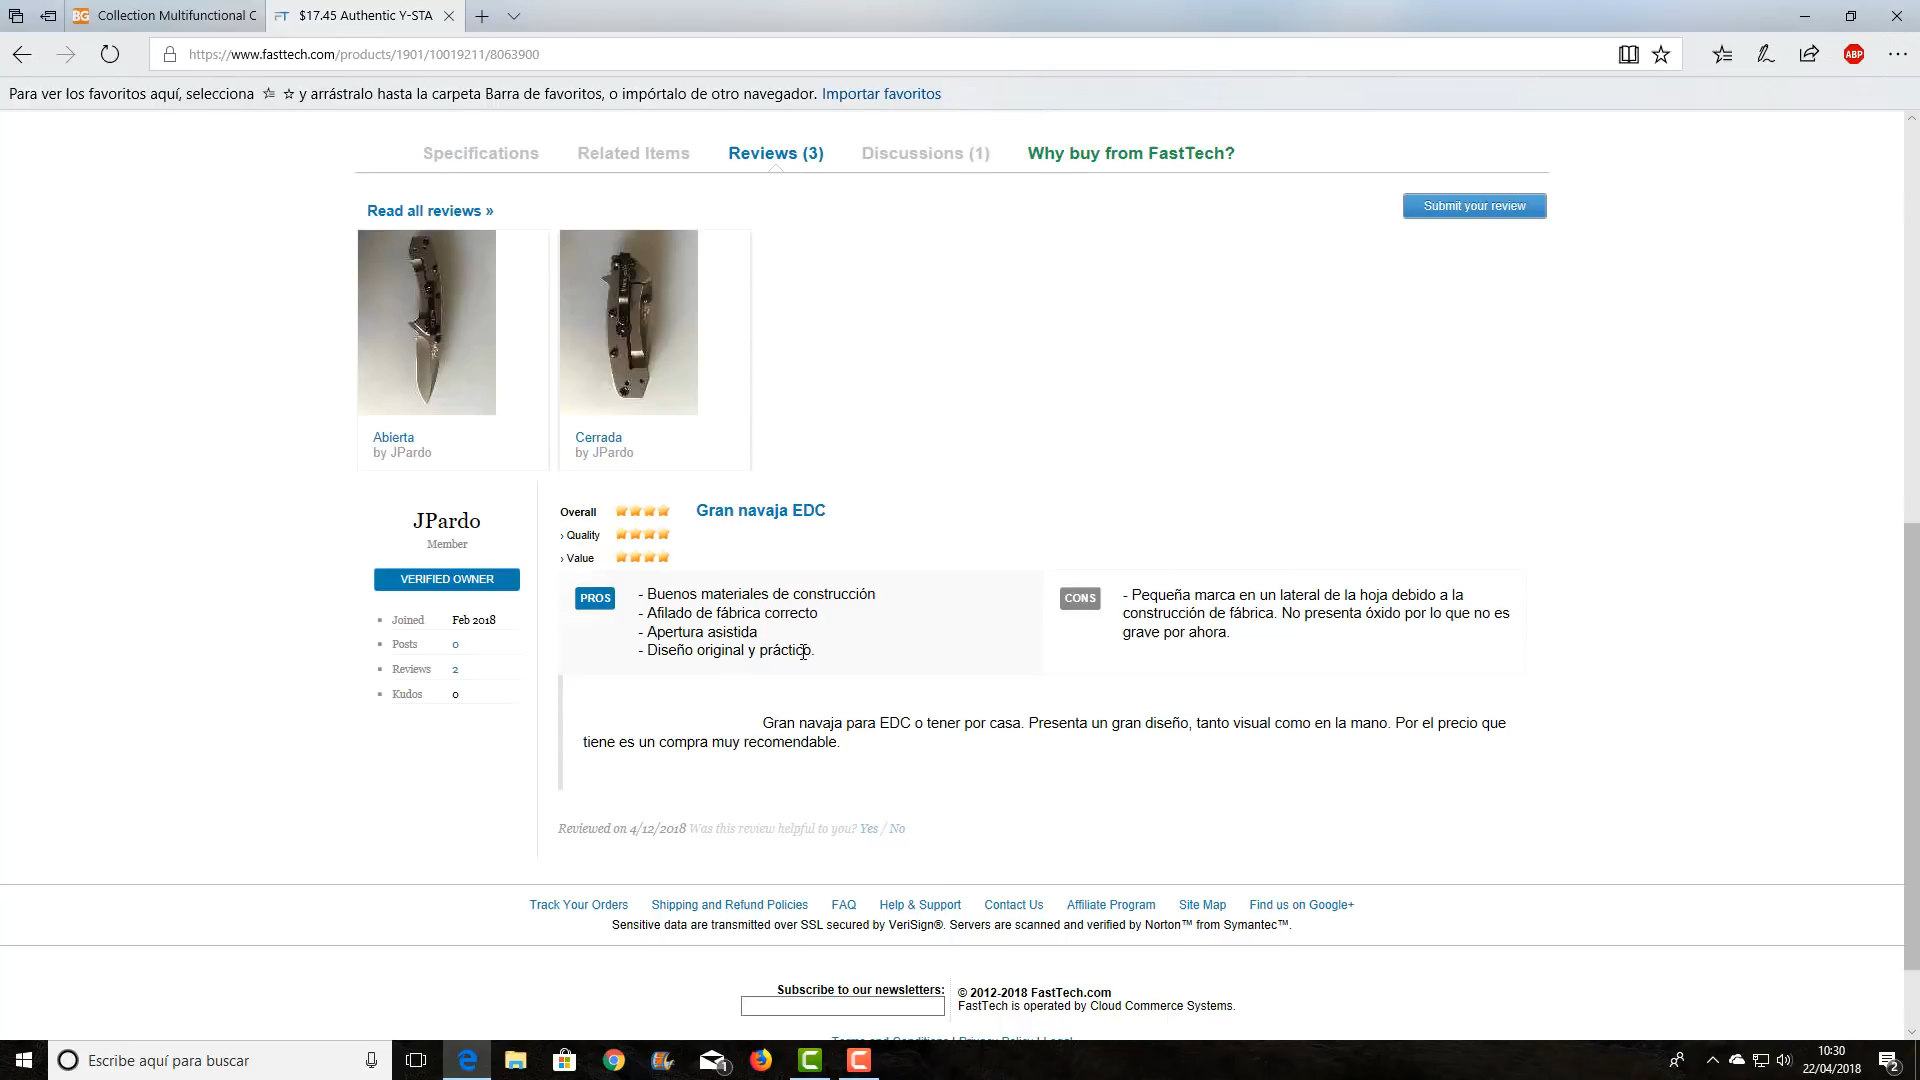 Collection Multifunctional C
$17.45 Authentic Y-STA
https://www.fasttech.com/products/1901/10019211/8063900
ABP
Para ver los favoritos aquí, selecciona y arrástralo hasta la carpeta Barra de favoritos, o impórtalo de otro navegador. Importar favoritos
Specifications Related Items Reviews (3) Discussions (1) Why buy from FastTech?
Read all reviews »
Submit your review
Abierta
by JPardo
Cerrada
by JPardo
JPardo
Member
VERIFIED OWNER
Joined Feb 2018
Posts 0
Reviews 2
Kudos 0
Overall
› Quality
› Value
Gran navaja EDC
PROS
- Buenos materiales de construcción
- Afilado de fábrica correcto
- Apertura asistida
- Diseño original y práctico.
CONS
- Pequeña marca en un lateral de la hoja debido a la
construcción de fábrica. No presenta óxido por lo que no es
grave por ahora.
Gran navaja para EDC o tener por casa. Presenta un gran diseño, tanto visual como en la mano. Por el precio que
tiene es un compra muy recomendable.
Reviewed on 4/12/2018 Was this review helpful to you? Yes / No
Track Your Orders Shipping and Refund Policies FAQ Help & Support Contact Us Affiliate Program Site Map Find us on Google+
Sensitive data are transmitted over SSL secured by VeriSign®. Servers are scanned and verified by Norton™ from Symantec™.
Subscribe to our newsletters:
© 2012-2018 FastTech.com
FastTech is operated by Cloud Commerce Systems.
Terms and Conditions | Privacy Policy | Legal
Escribe aquí para buscar
1
10:30
22/04/2018
2